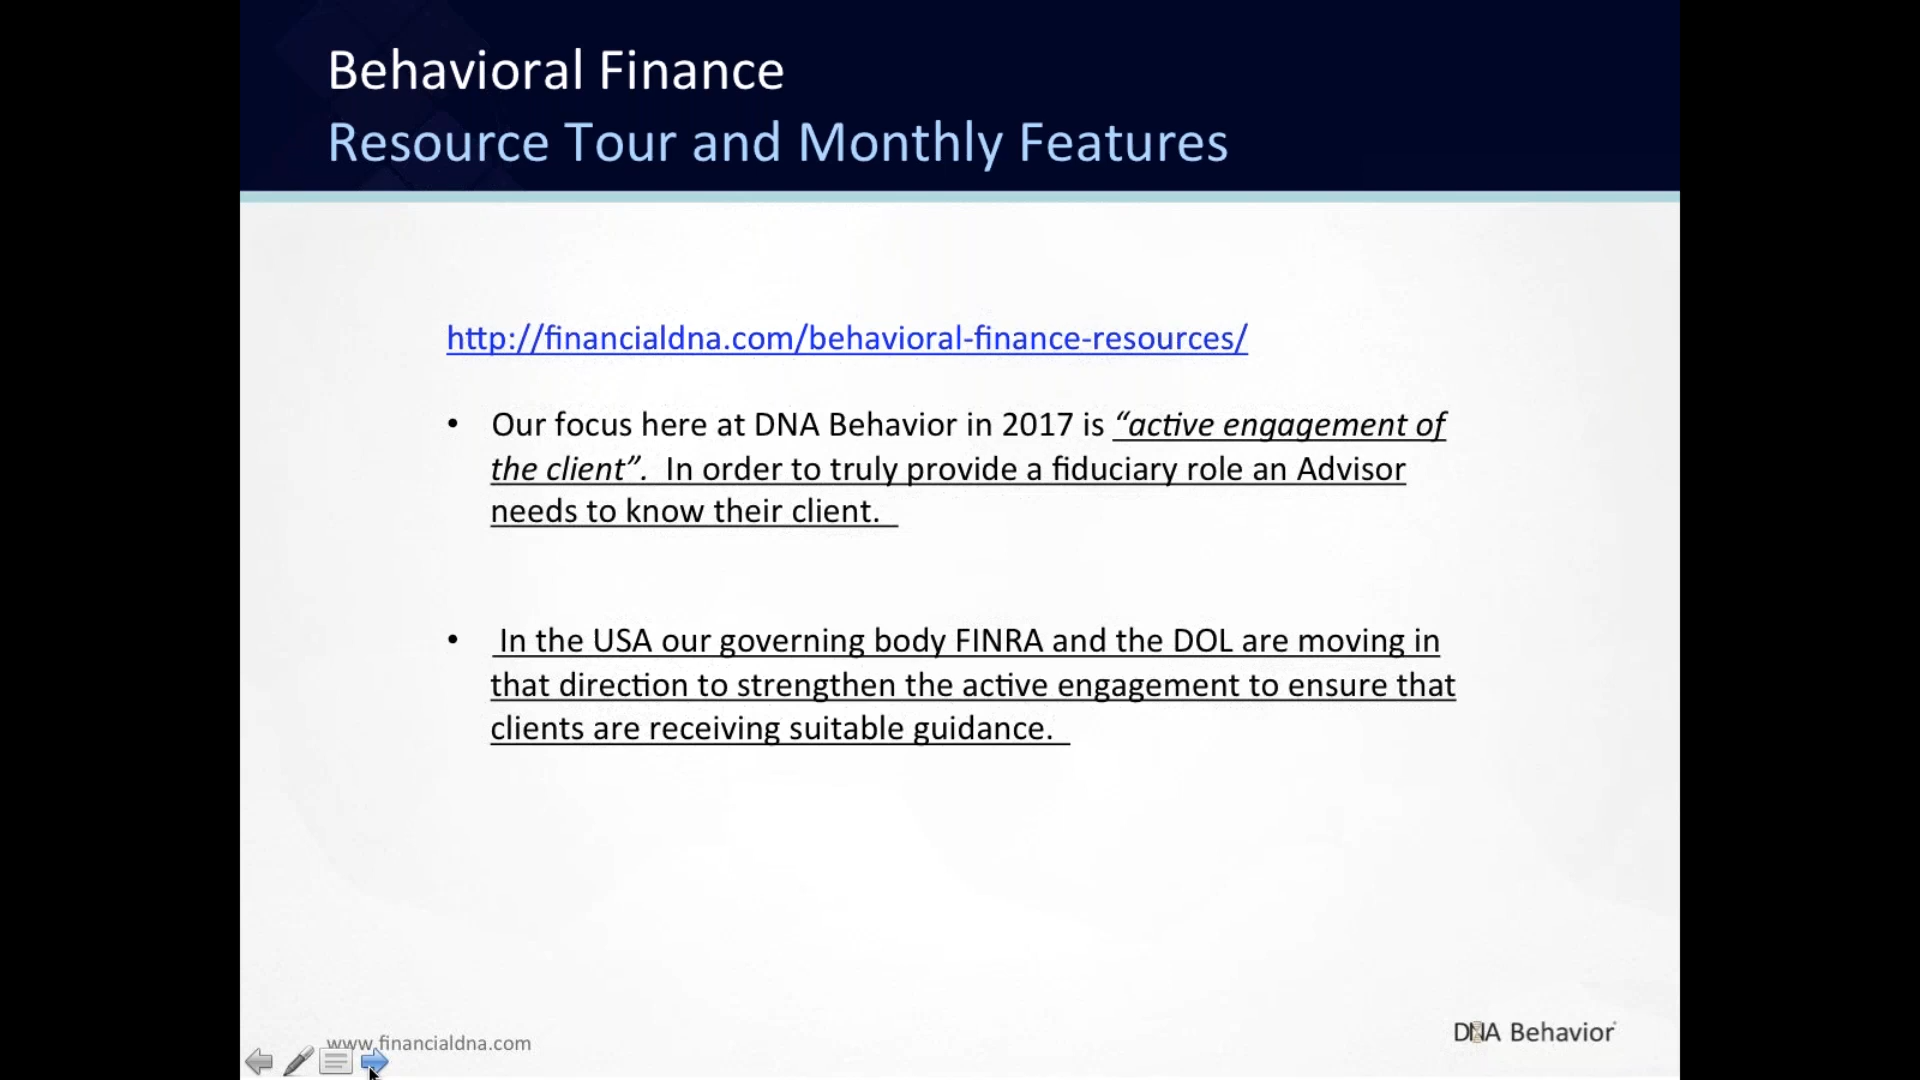 Behavioral Finance
Resource Tour and Monthly Features
http://financialdna.com/behavioral-finance-resources/
• Our focus here at DNA Behavior in 2017 is “active engagement of
the client”. In order to truly provide a fiduciary role an Advisor
needs to know their client.
• In the USA our governing body FINRA and the DOL are moving in
that direction to strengthen the active engagement to ensure that
clients are receiving suitable guidance.
www.financialdna.com
DNA Behavior